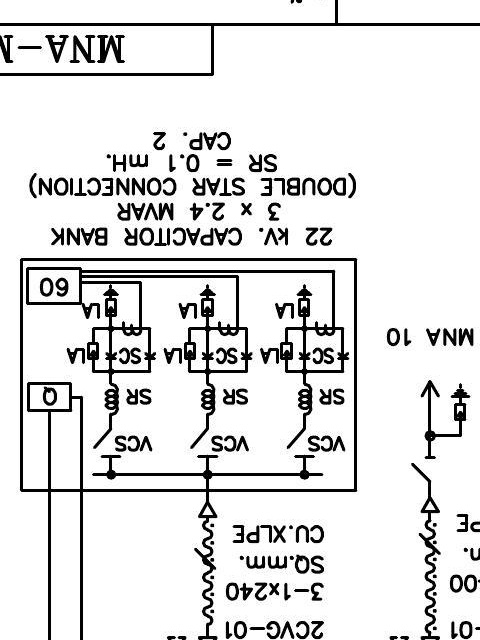 2CVG-01
3-1x240
SQ.mm.
CU.XLPE
VCS VCS VCS
SR SR SR
Q
SC LA SC LA SC LA
MNA 10
LA LA LA
60
22 kV. CAPACITOR BANK
3 x 2.4 MVAR
(DOUBLE STAR CONNECTION)
SR = 0.1 mH.
CAP. 2
MNA-